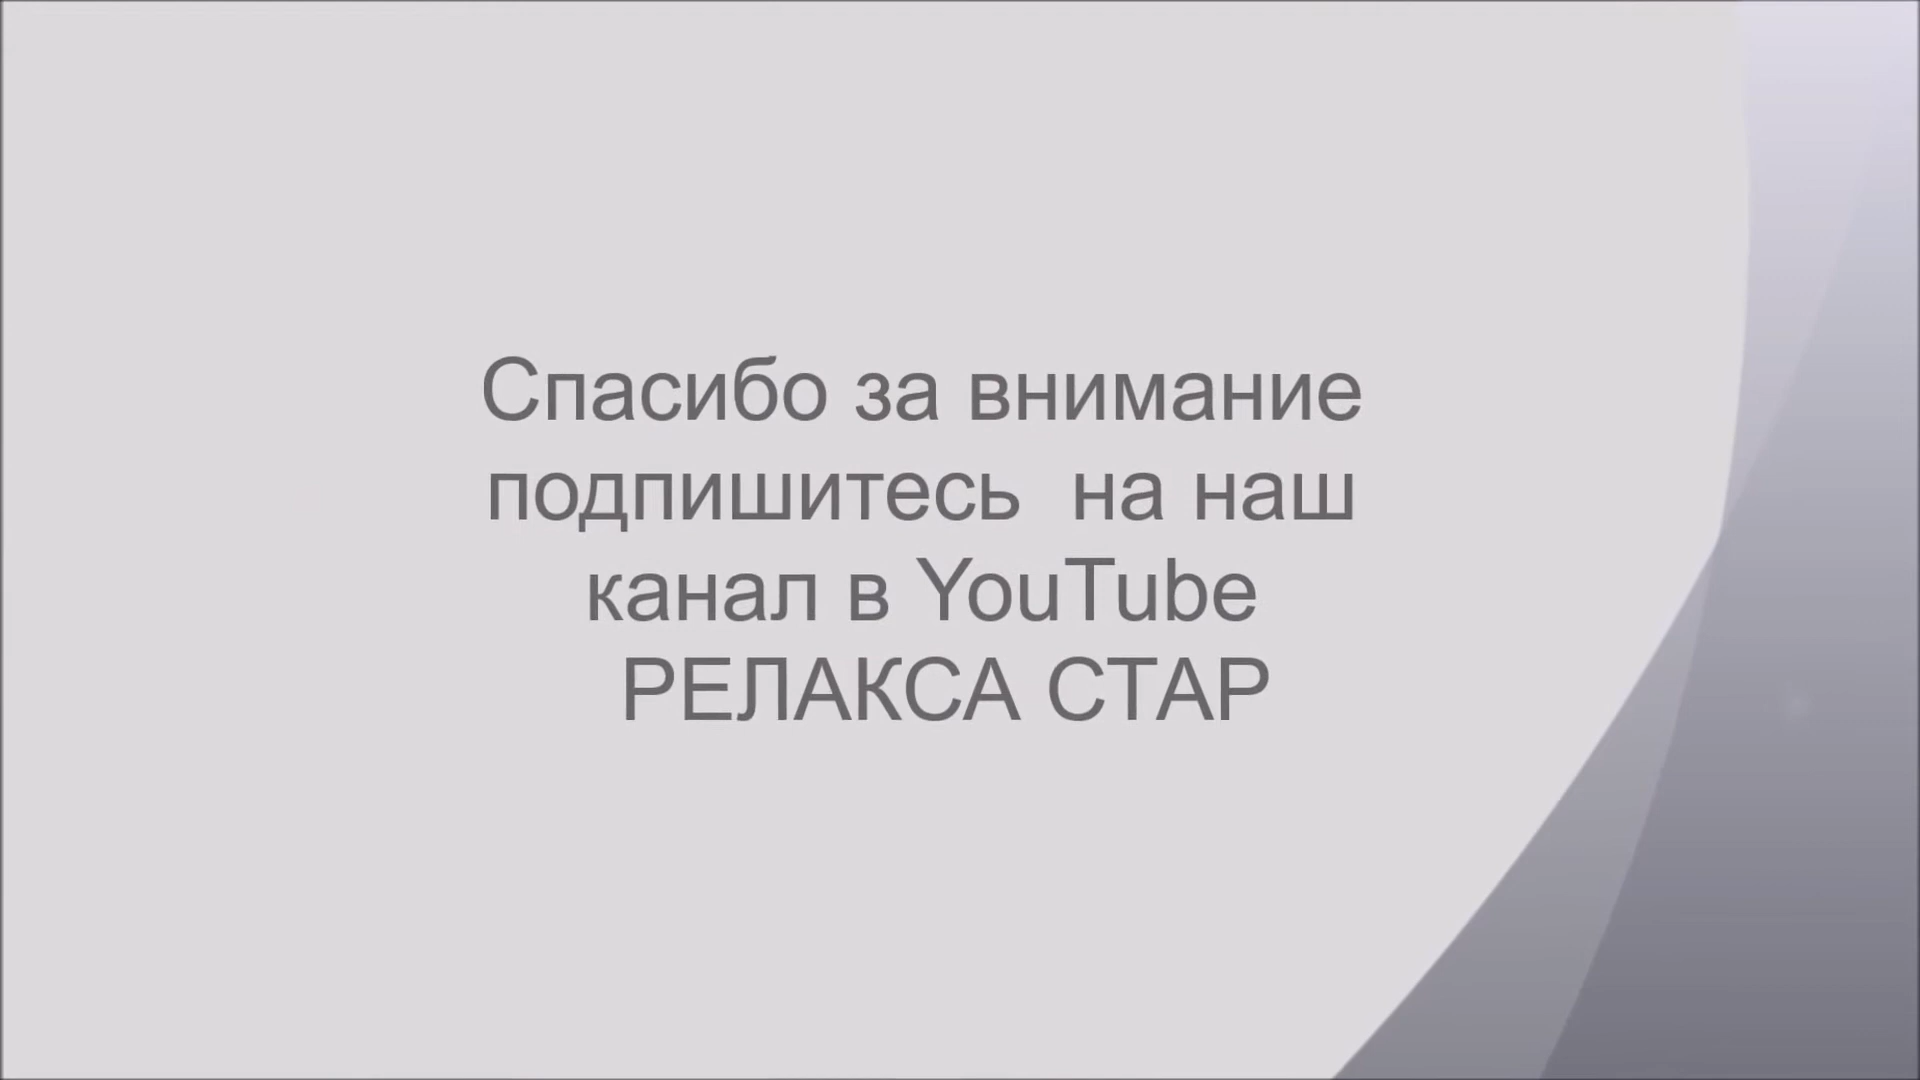 Спасибо за внимание
подпишитесь  на наш
канал в YouTube
РЕЛАКСА СТАР